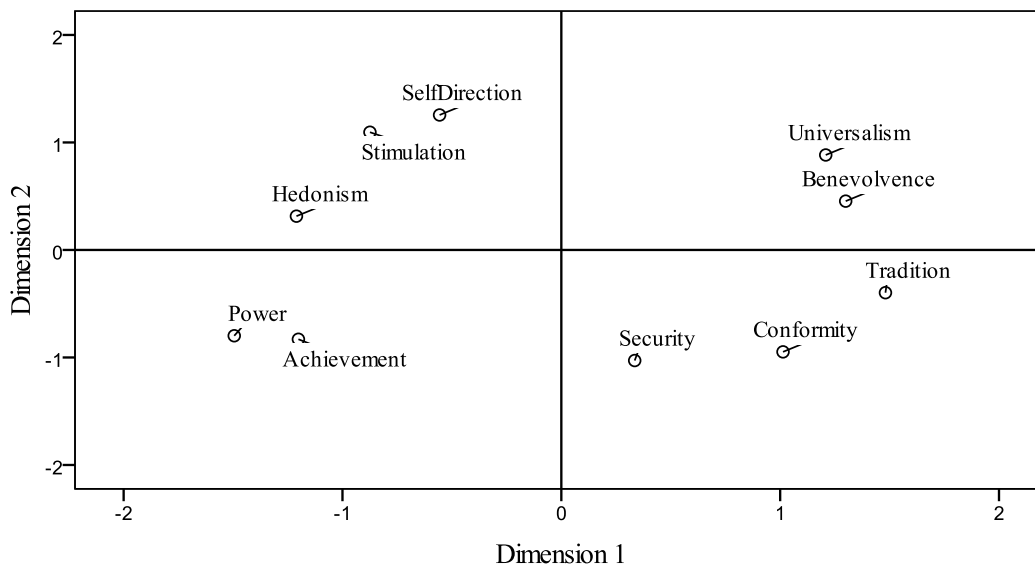 2
SelfDirection
1
Stimulation
Universalism
Benevolvence
Hedonism
0
Tradition
Power
Security
Conformity
-1
Achievement
-2
Dimension 2
-2
-1
0
1
2
Dimension 1